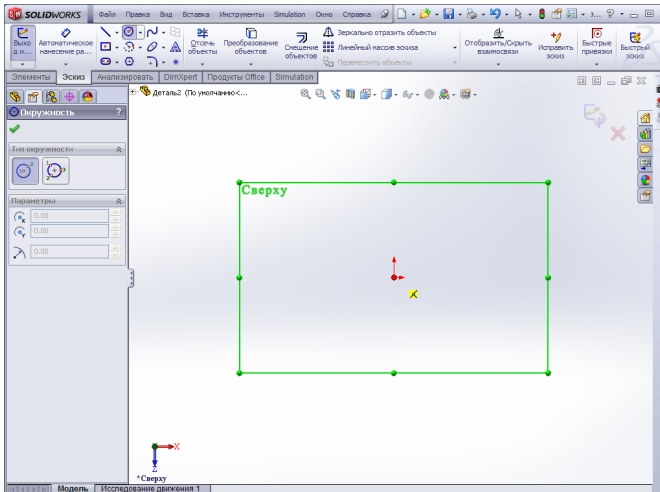 SOLIDWORKS Файл Правка Вид Вставка Инструменты Simulation Окно Справка
Выхо д и... Автоматическое нанесение ра... Отсечь объекты Преобразование объектов Смещение объектов Зеркально отразить объекты Отобразить/Скрыть взаимосвязи Исправить эскиз Быстрые привязки Быстрый эскиз
Линейный массив эскиза
Переместить объекты
Элементы Эскиз Анализировать DimXpert Продукты Office Simulation
Деталь2 (По умолчанию<...
Окружность ?
Тип окружности
Параметры
0.00
0.00
0.00
Сверху
X
Z
*Сверху
Модель Исследование движения 1